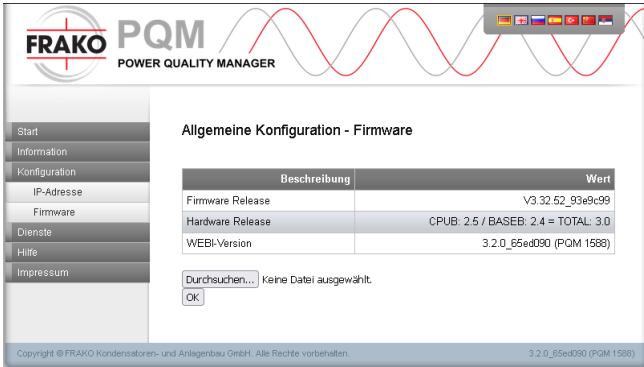 FRAKO
PQM
POWER QUALITY MANAGER
Start
Information
Konfiguration
IP-Adresse
Firmware
Dienste
Hilfe
Impressum
Allgemeine Konfiguration - Firmware
Beschreibung Wert
Firmware Release V3.32.52_93e9c99
Hardware Release CPUB: 2.5 / BASEB: 2.4 = TOTAL: 3.0
WEBI-Version 3.2.0_65ed090 (PQM 1588)
Durchsuchen... Keine Datei ausgewählt.
OK
Copyright © FRAKO Kondensatoren- und Anlagenbau GmbH. Alle Rechte vorbehalten. 3.2.0_65ed090 (PQM 1588)